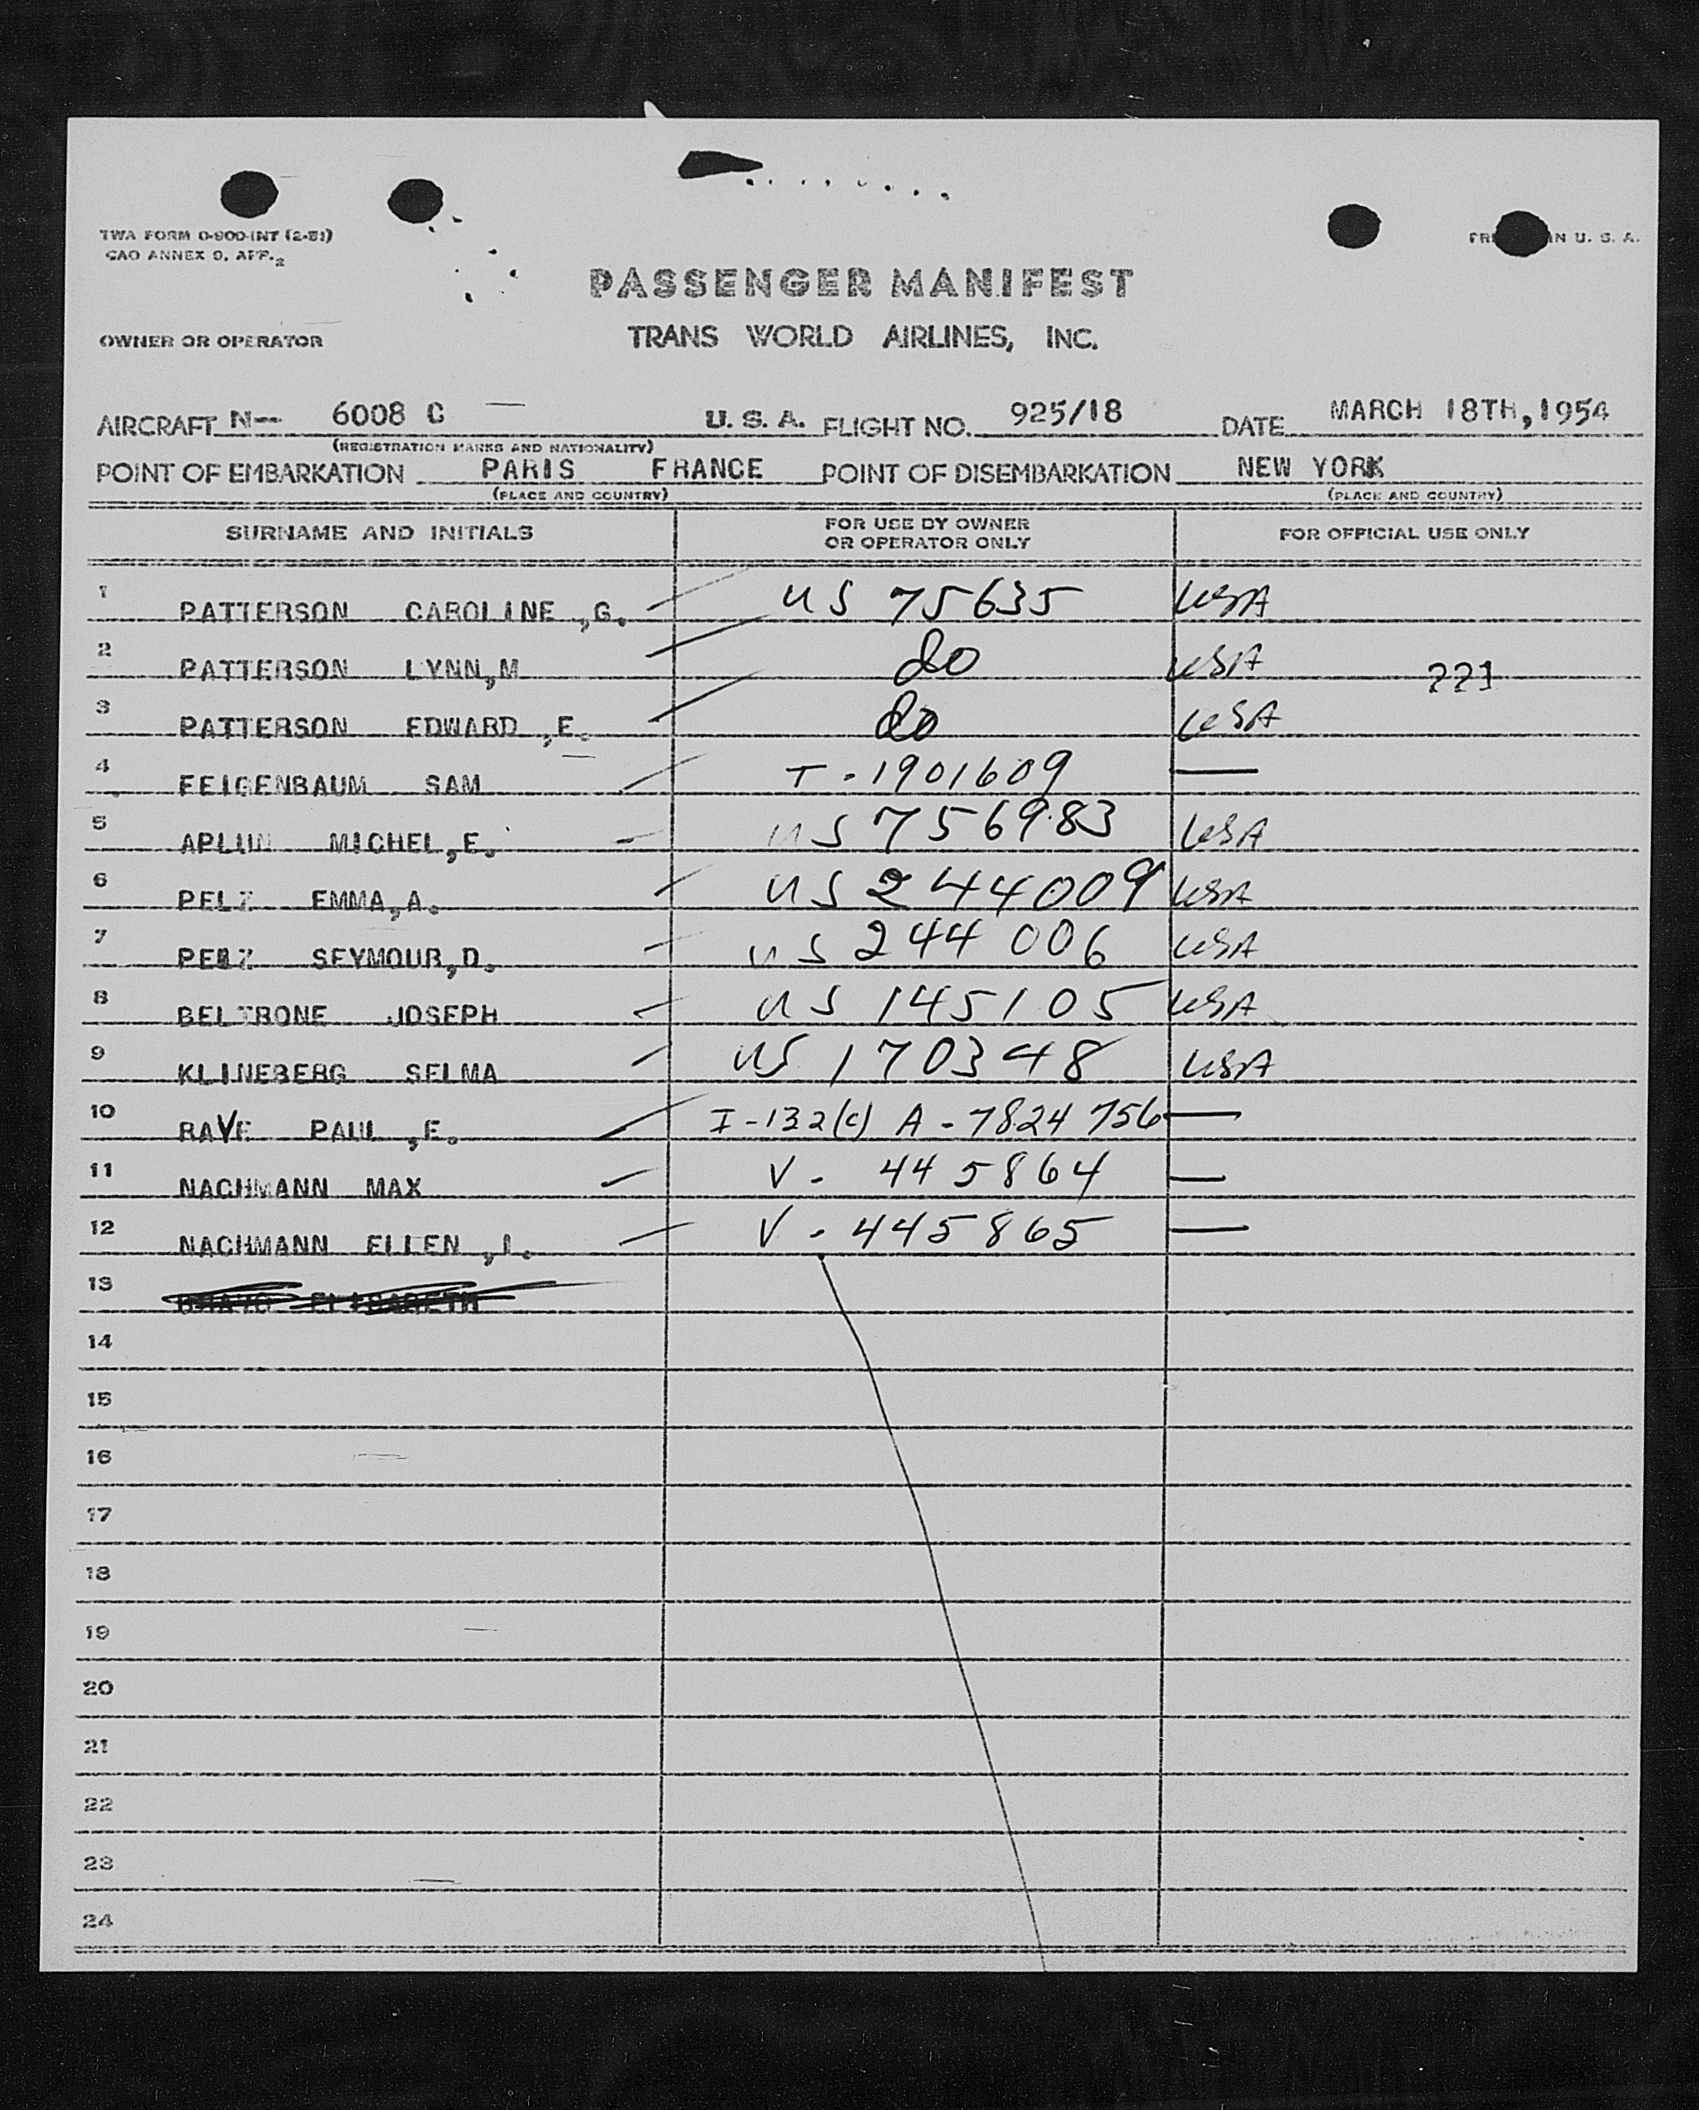 TWA FORM 0-900-INT (2-51)
CAO ANNEX 9, APP. 2
IN U. S. A.
PASSENGER MANIFEST
OWNER OR OPERATOR
TRANS WORLD AIRLINES, INC.
AIRCRAFT N-- 6008 C U. S. A. FLIGHT NO. 925/18 DATE MARCH 18TH, 1954
(REGISTRATION MARKS AND NATIONALITY)
POINT OF EMBARKATION PARIS FRANCE POINT OF DISEMBARKATION NEW YORK
(PLACE AND COUNTRY) (PLACE AND COUNTRY)
SURNAME AND INITIALS FOR USE BY OWNER OR OPERATOR ONLY FOR OFFICIAL USE ONLY
1 PATTERSON CAROLINE ,G. US 75635 USA
2 PATTERSON LYNN,M do USA 221
3 PATTERSON EDWARD ,E. do USA
4 FEIGENBAUM SAM T - 1901609 —
5 MICHEL,E. US 756983 USA
6 PELZ EMMA,A. US 244009 USA
7 PELZ SEYMOUR,D. US 244006 USA
8 BELTRONE JOSEPH US 145105 USA
9 KLINEBERG SELMA US 170348 USA
10 RAVE PAUL ,E. I-132(c) A - 7824756 —
11 NACHMANN MAX V - 445864 —
12 NACHMANN ELLEN ,I. V - 445865 —
13 ELISABETH
14
15
16
17
18
19
20
21
22
23
24